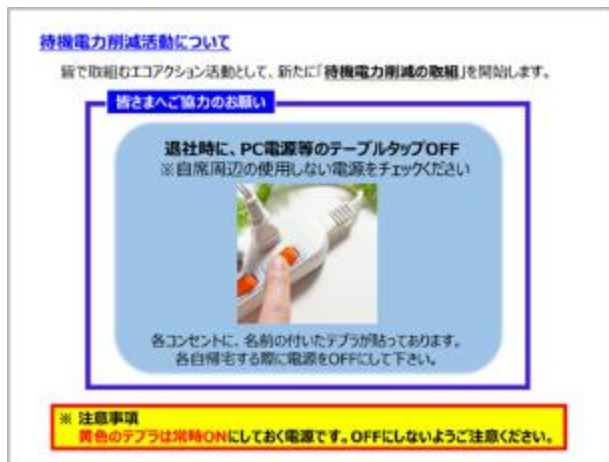 待機電力削減活動について
皆で取組むエコアクション活動として、新たに「待機電力削減の取組」を開始します。
皆さまへご協力のお願い
退社時に、PC電源等のテーブルタップOFF
※自席周辺の使用しない電源をチェックください
各コンセントに、名前の付いたテプラが貼ってあります。
各自帰宅する際に電源をOFFにして下さい。
※ 注意事項
黄色のテプラは常時ONにしておく電源です。OFFにしないようご注意ください。